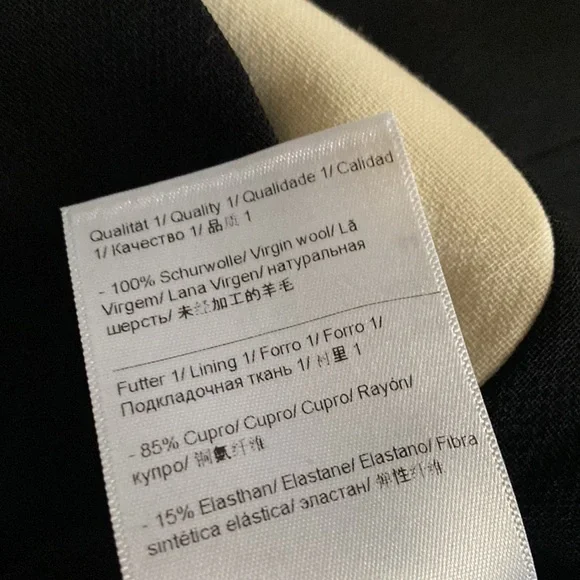 Qualität 1/ Quality 1/ Qualidade 1/ Calidad
1/ Качество 1/ 品质 1
- 100% Schurwolle/ Virgin wool/ Lã
Virgem/ Lana Virgen/ натуральная
шерсть/ 未经加工的羊毛
Futter 1/ Lining 1/ Forro 1/ Forro 1/
Подкладочная ткань 1/ 衬里 1
- 85% Cupro/ Cupro/ Cupro/ Rayón/
купро/ 铜氨纤维
- 15% Elasthan/ Elastane/ Elastano/ Fibra
sintética elástica/ эластан/ 弹性纤维